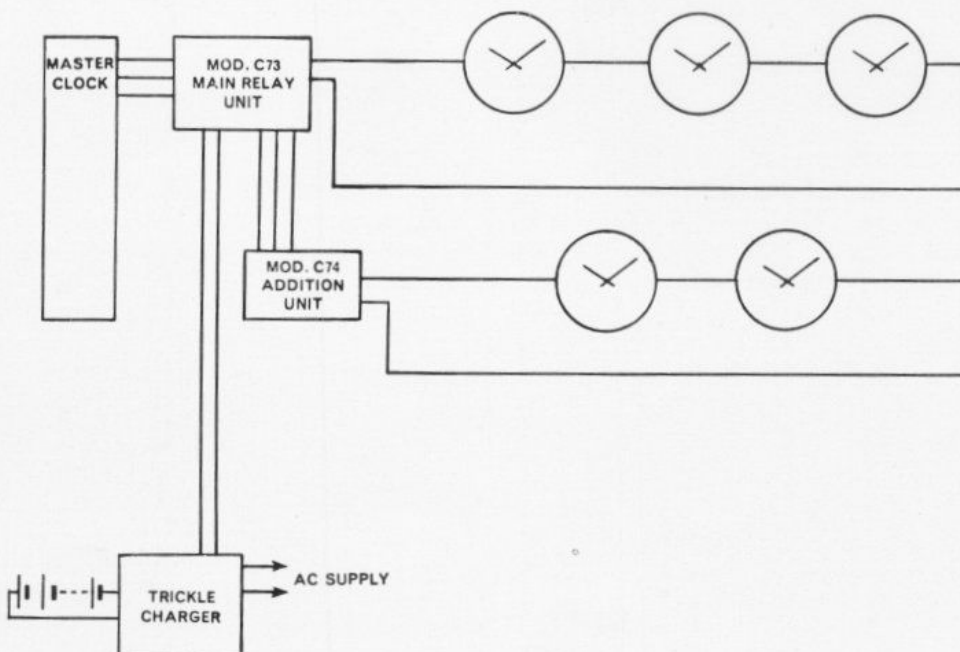 MASTER
CLOCK
MOD. C73
MAIN RELAY
UNIT
MOD. C74
ADDITION
UNIT
TRICKLE
CHARGER
AC SUPPLY